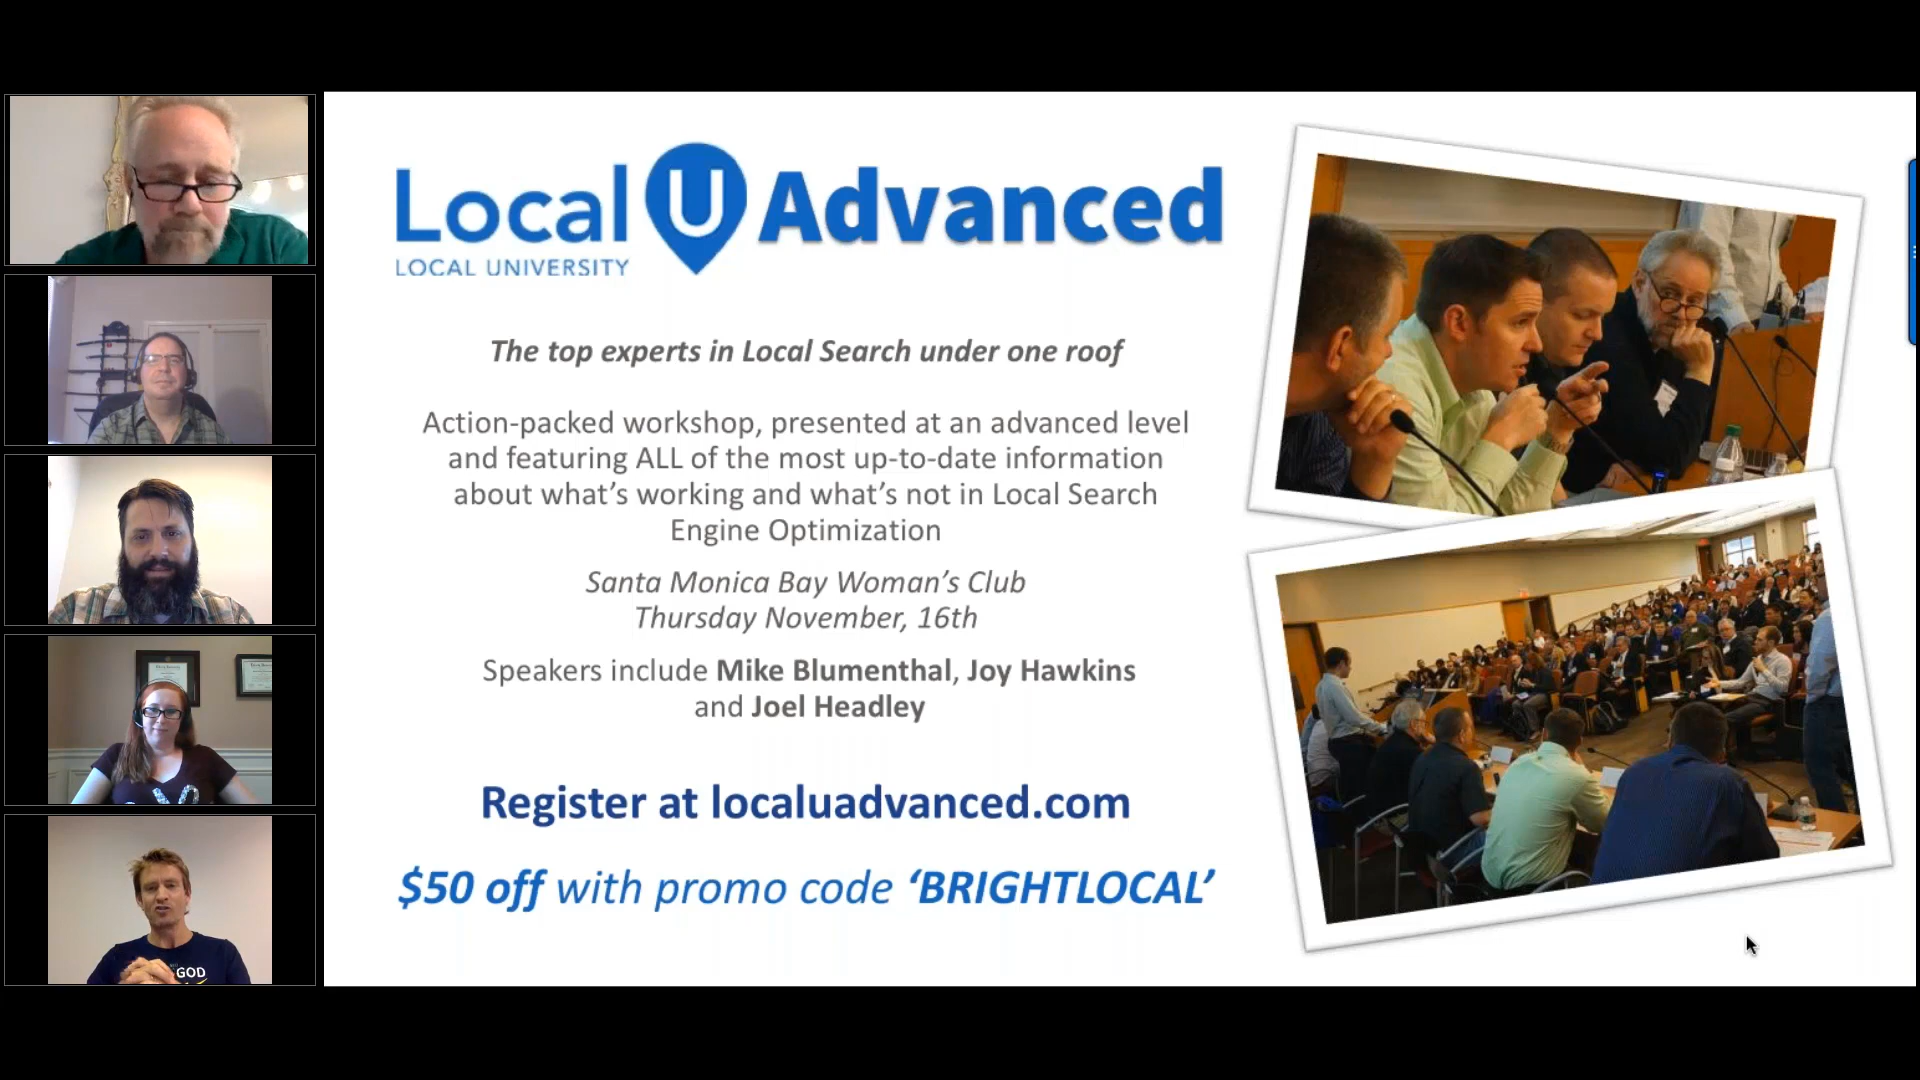 Local U Advanced
LOCAL UNIVERSITY
The top experts in Local Search under one roof
Action-packed workshop, presented at an advanced level
and featuring ALL of the most up-to-date information
about what’s working and what’s not in Local Search
Engine Optimization
Santa Monica Bay Woman’s Club
Thursday November, 16th
Speakers include Mike Blumenthal, Joy Hawkins
and Joel Headley
Register at localuadvanced.com
$50 off with promo code ‘BRIGHTLOCAL’
GOD